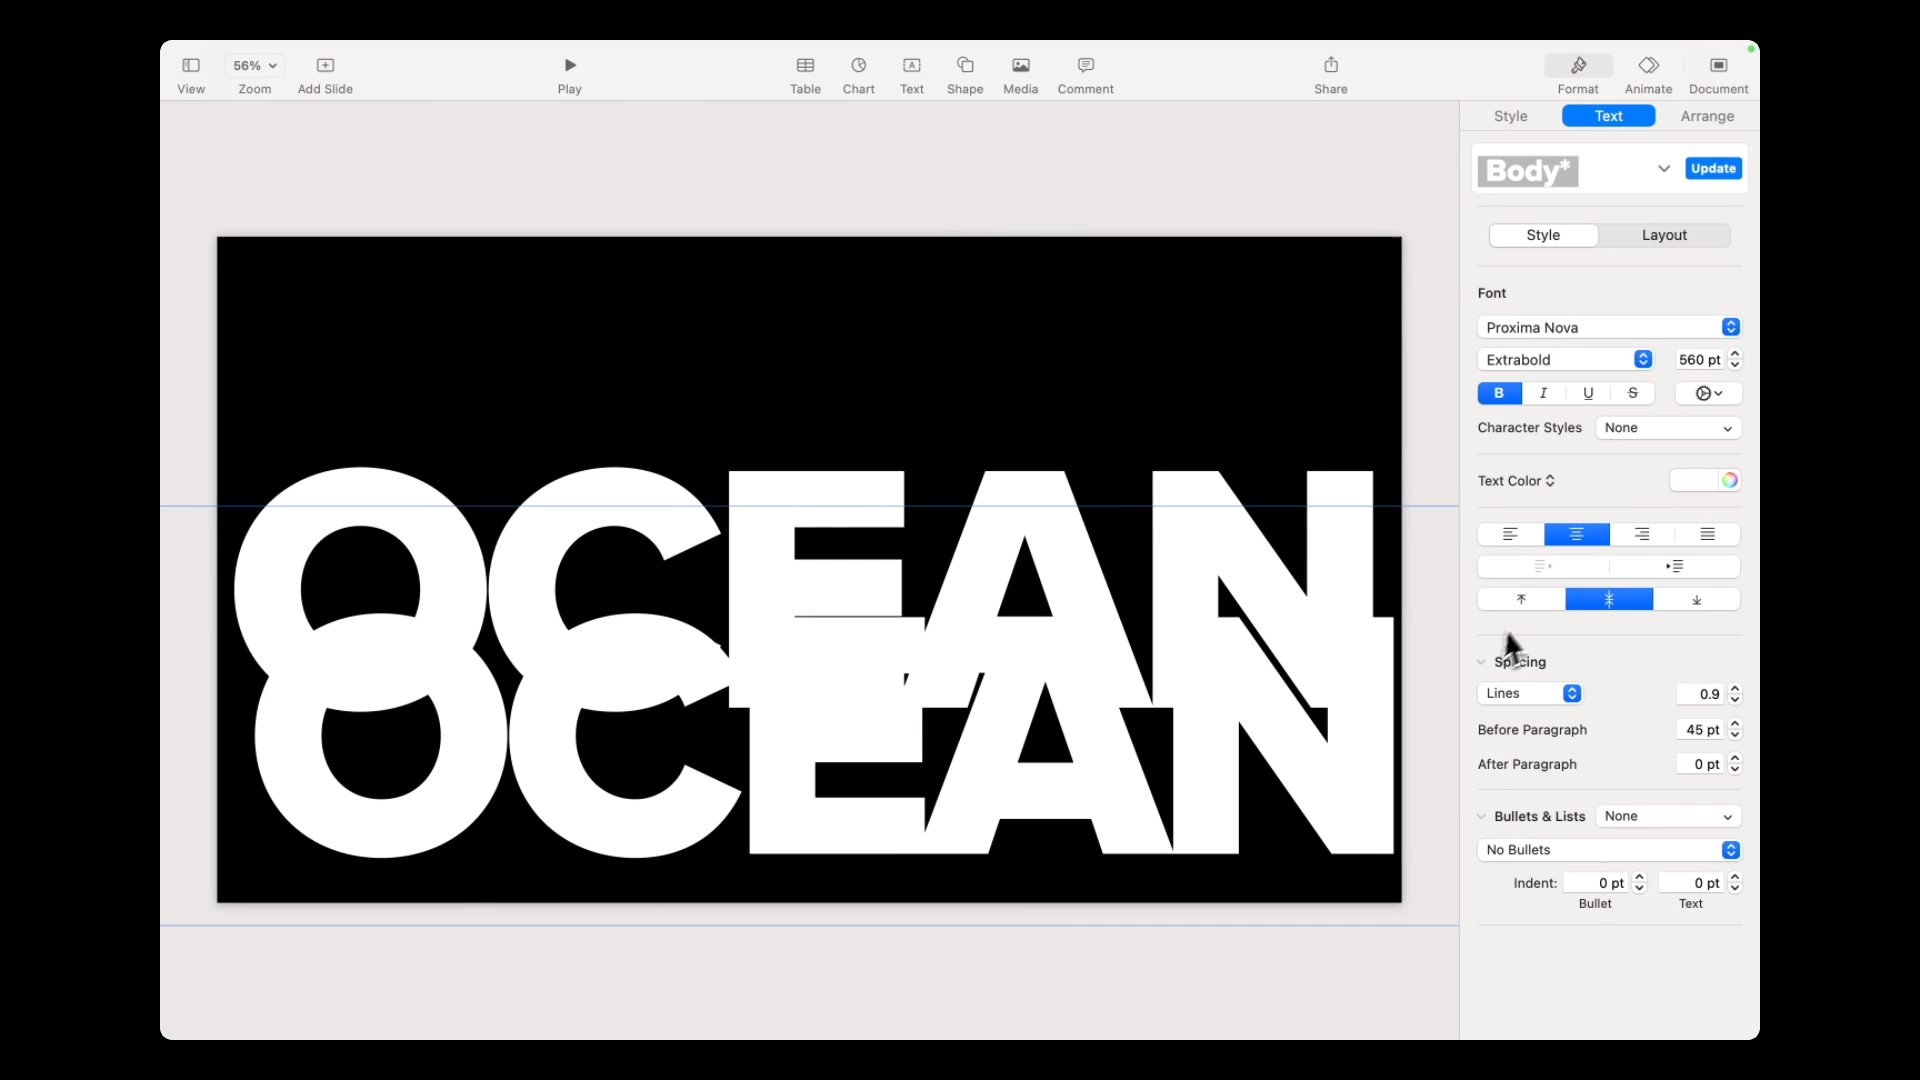 56%
View Zoom Add Slide Play Table Chart Text Shape Media Comment Share Format Animate Document
Style Text Arrange
Body* Update
Style Layout
Font
Proxima Nova
Extrabold 560 pt
B I U S
Character Styles None
Text Color
Spacing
Lines 0.9
Before Paragraph 45 pt
After Paragraph 0 pt
Bullets & Lists None
No Bullets
Indent: 0 pt 0 pt
Bullet Text
OCEAN
OCEAN